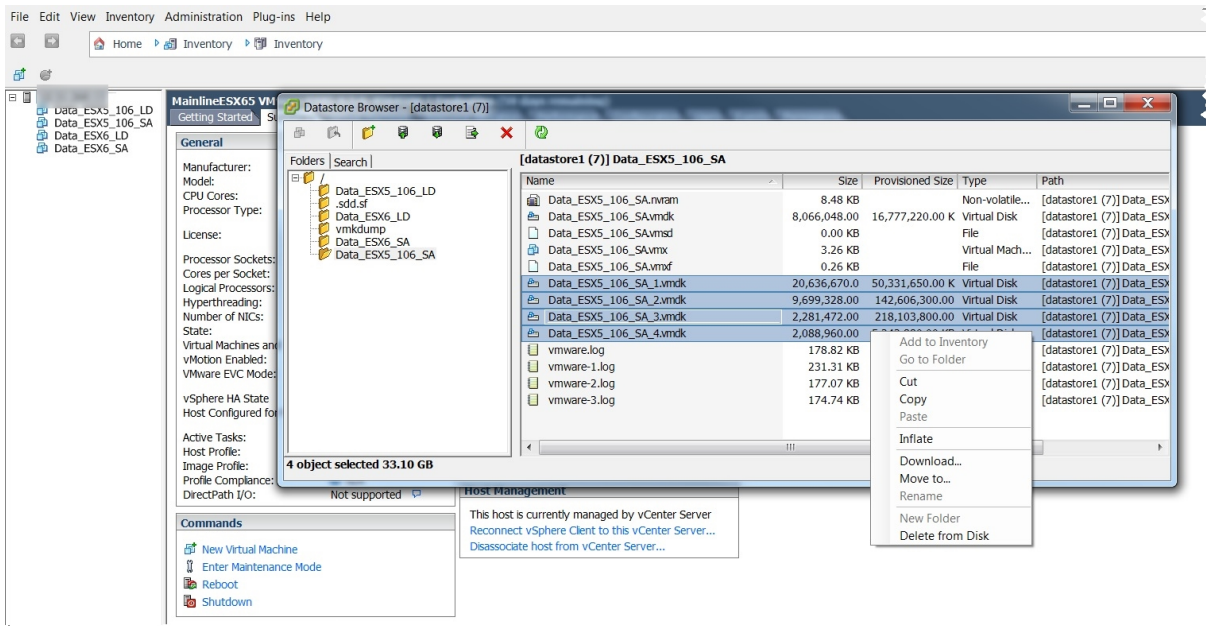 File Edit View Inventory Administration Plug-ins Help
Home Inventory Inventory
Data_ESX5_106_LD
Data_ESX5_106_SA
Data_ESX6_LD
Data_ESX6_SA
MainlineESX65 VM
Getting Started Su
General
Manufacturer:
Model:
CPU Cores:
Processor Type:
License:
Processor Sockets:
Cores per Socket:
Logical Processors:
Hyperthreading:
Number of NICs:
State:
Virtual Machines and
vMotion Enabled:
VMware EVC Mode:
vSphere HA State
Host Configured for
Active Tasks:
Host Profile:
Image Profile:
Profile Compliance:
DirectPath I/O: Not supported
Commands
New Virtual Machine
Enter Maintenance Mode
Reboot
Shutdown
Host Management
This host is currently managed by vCenter Server
Reconnect vSphere Client to this vCenter Server...
Disassociate host from vCenter Server...
Datastore Browser - [datastore1 (7)]
Folders Search
/
Data_ESX5_106_LD
.sdd.sf
Data_ESX6_LD
vmkdump
Data_ESX6_SA
Data_ESX5_106_SA
[datastore1 (7)] Data_ESX5_106_SA
Name Size Provisioned Size Type Path
Data_ESX5_106_SA.nvram 8.48 KB Non-volatile... [datastore1 (7)] Data_ESX
Data_ESX5_106_SA.vmdk 8,066,048.00 16,777,220.00 K Virtual Disk [datastore1 (7)] Data_ESX
Data_ESX5_106_SA.vmsd 0.00 KB File [datastore1 (7)] Data_ESX
Data_ESX5_106_SA.vmx 3.26 KB Virtual Mach... [datastore1 (7)] Data_ESX
Data_ESX5_106_SA.vmxf 0.26 KB File [datastore1 (7)] Data_ESX
Data_ESX5_106_SA_1.vmdk 20,636,670.0 50,331,650.00 K Virtual Disk [datastore1 (7)] Data_ESX
Data_ESX5_106_SA_2.vmdk 9,699,328.00 142,606,300.00 Virtual Disk [datastore1 (7)] Data_ESX
Data_ESX5_106_SA_3.vmdk 2,281,472.00 218,103,800.00 Virtual Disk [datastore1 (7)] Data_ESX
Data_ESX5_106_SA_4.vmdk 2,088,960.00 [datastore1 (7)] Data_ESX
vmware.log 178.82 KB [datastore1 (7)] Data_ESX
vmware-1.log 231.31 KB [datastore1 (7)] Data_ESX
vmware-2.log 177.07 KB [datastore1 (7)] Data_ESX
vmware-3.log 174.74 KB [datastore1 (7)] Data_ESX
4 object selected 33.10 GB
Add to Inventory
Go to Folder
Cut
Copy
Paste
Inflate
Download...
Move to...
Rename
New Folder
Delete from Disk